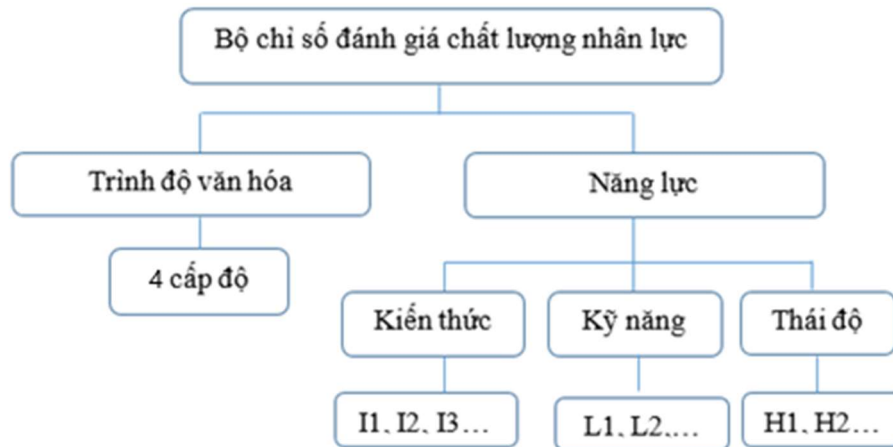 Bộ chỉ số đánh giá chất lượng nhân lực
Trình độ văn hóa
Năng lực
4 cấp độ
Kiến thức
Kỹ năng
Thái độ
I1, I2, I3…
L1, L2,…
H1, H2…